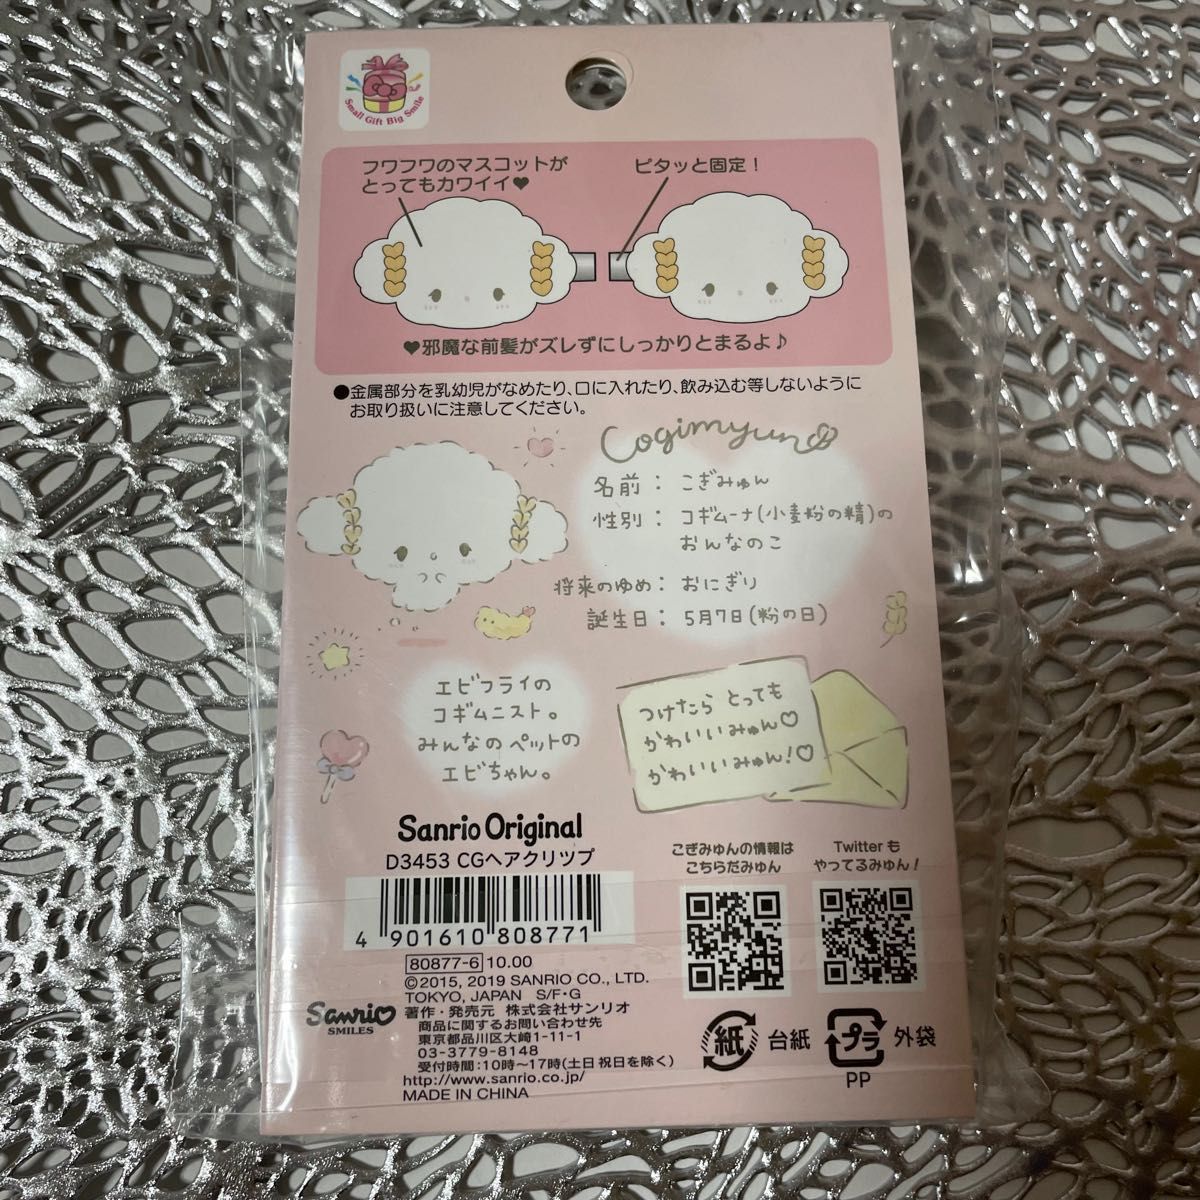 Small Gift Big Smile
フワフワのマスコットが
とってもカワイイ♥
ピタッと固定！
♥邪魔な前髪がズレずにしっかりとまるよ♪
●金属部分を乳幼児がなめたり、口に入れたり、飲み込む等しないように
お取り扱いに注意してください。
Cogimyun
名前： こぎみゅん
性別： コギムーナ(小麦粉の精)の
おんなのこ
将来のゆめ： おにぎり
誕生日： 5月7日(粉の日)
エビフライの
コギムニスト。
みんなのペットの
エビちゃん。
つけたら とっても
かわいいみゅん♡
かわいいみゅん！♡
Sanrio Original
D3453 CGヘアクリツプ
4 901610 808771
80877-6 10.00
©2015, 2019 SANRIO CO., LTD.
TOKYO, JAPAN S/F・G
著作・発売元 株式会社サンリオ
商品に関するお問い合わせ先
東京都品川区大崎1-11-1
03-3779-8148
受付時間：10時〜17時(土日祝日を除く)
http://www.sanrio.co.jp/
MADE IN CHINA
Sanrio
SMILES
こぎみゅんの情報は
こちらだみゅん
Twitterも
やってるみゅん！
紙 台紙
プラ 外袋
PP